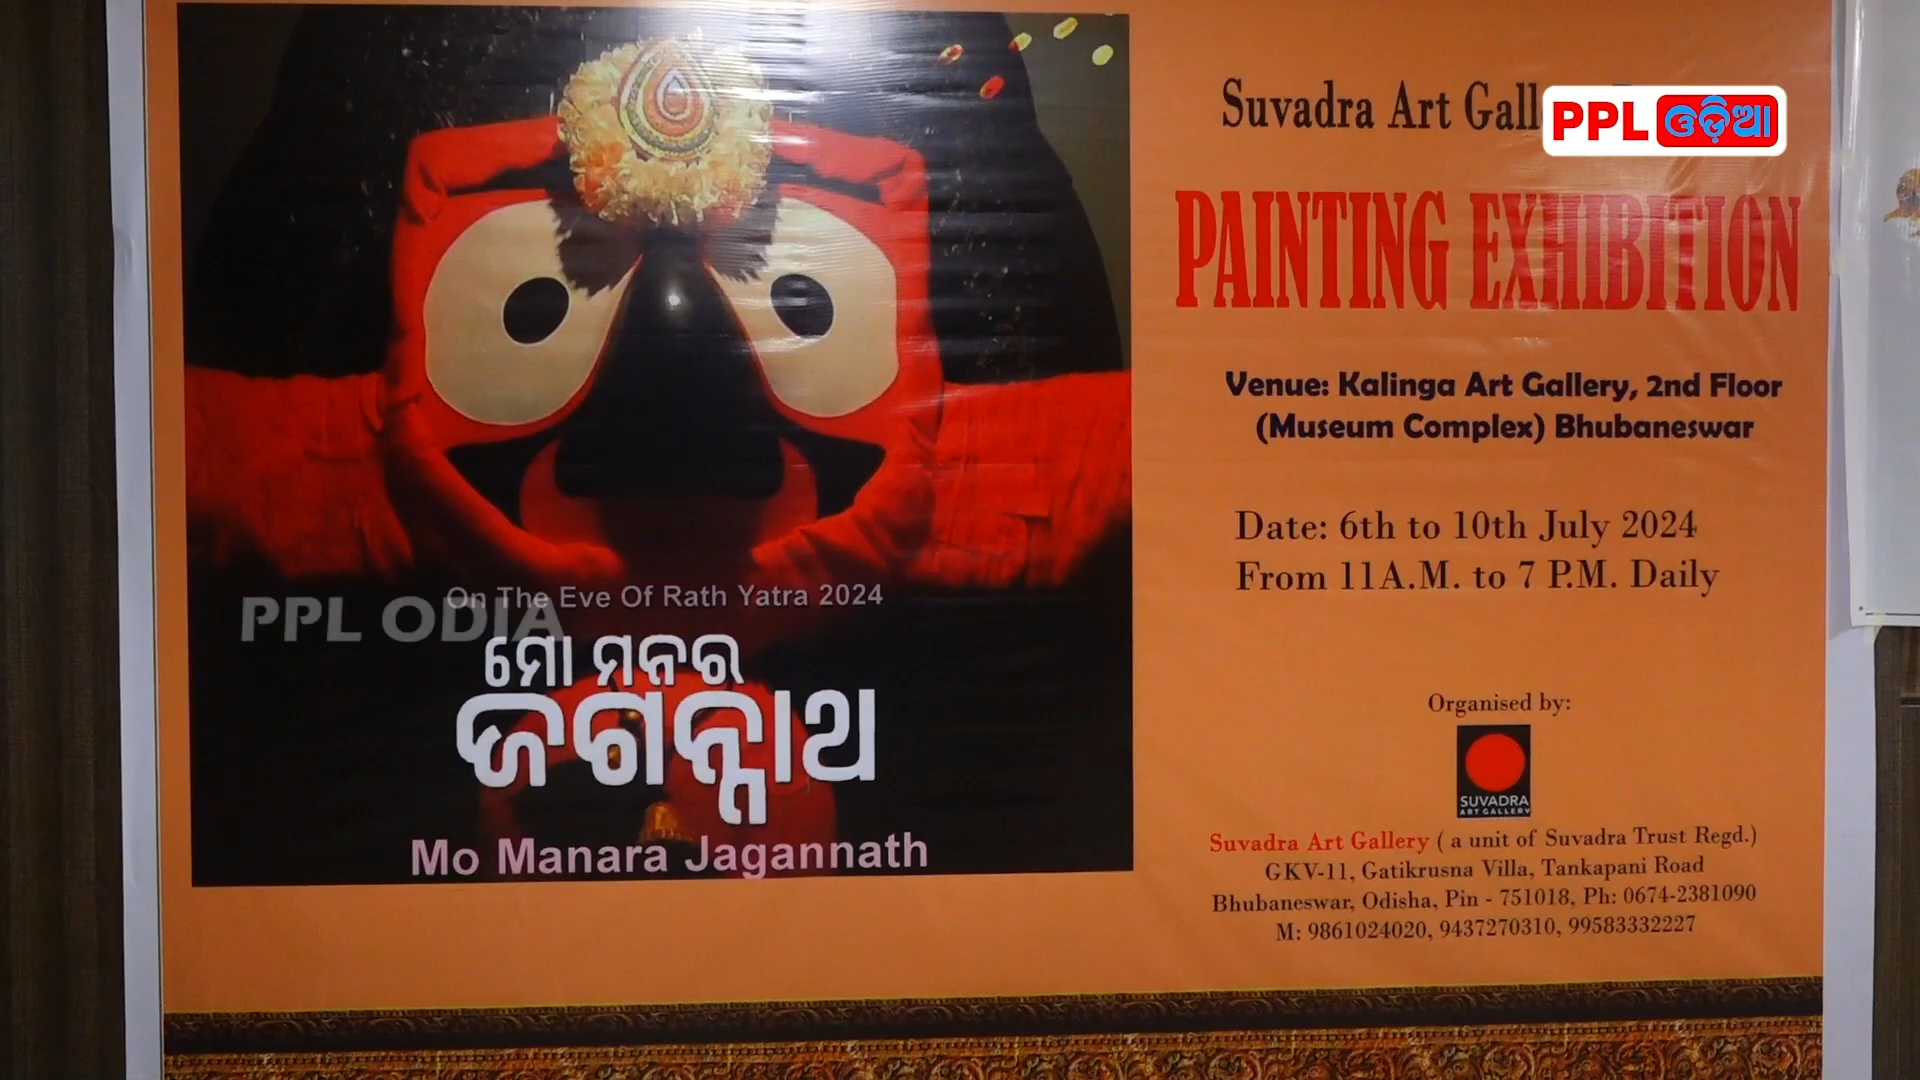 Suvadra Art
PPL ଓଡ଼ିଆ
PAINTING EXHIBITION
Venue: Kalinga Art Gallery, 2nd Floor
(Museum Complex) Bhubaneswar
Date: 6th to 10th July 2024
From 11A.M. to 7 P.M. Daily
On The Eve Of Rath Yatra 2024
PPL ODIA
ମୋ ମନର
ଜଗନ୍ନାଥ
Mo Manara Jagannath
Organised by:
SUVADRA
ART GALLERY
Suvadra Art Gallery ( a unit of Suvadra Trust Regd.)
GKV-11, Gatikrusna Villa, Tankapani Road
Bhubaneswar, Odisha, Pin - 751018, Ph: 0674-2381090
M: 9861024020, 9437270310, 99583332227